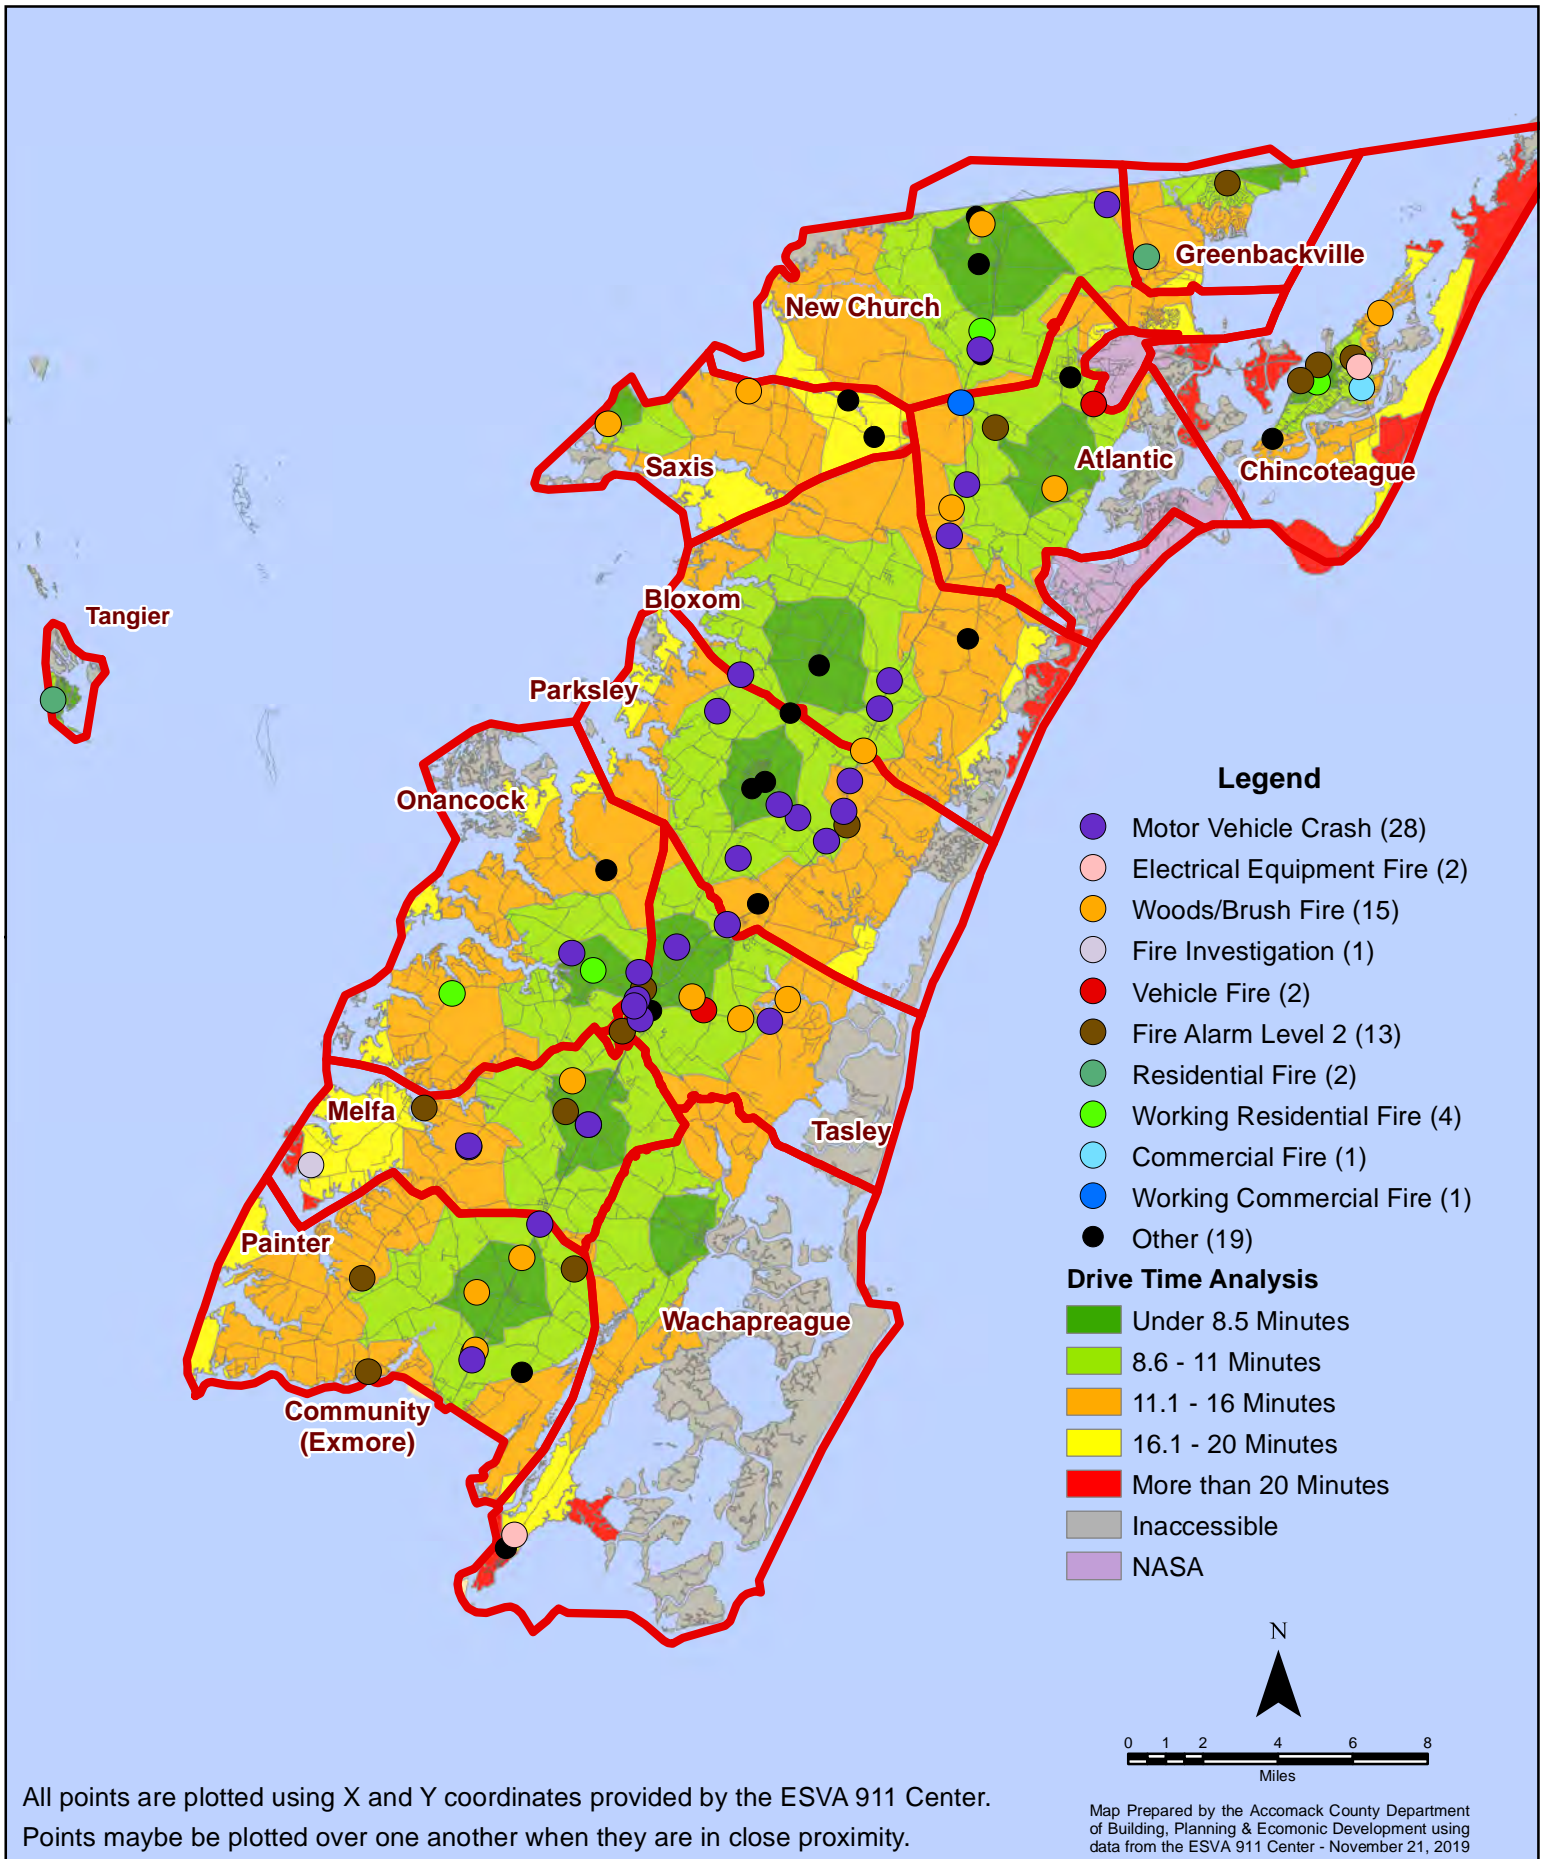 Greenbackville
New Church
Saxis
Atlantic
Chincoteague
Bloxom
Tangier
Parksley
Onancock
Melfa
Tasley
Painter
Wachapreague
Community
(Exmore)
Legend
Motor Vehicle Crash (28)
Electrical Equipment Fire (2)
Woods/Brush Fire (15)
Fire Investigation (1)
Vehicle Fire (2)
Fire Alarm Level 2 (13)
Residential Fire (2)
Working Residential Fire (4)
Commercial Fire (1)
Working Commercial Fire (1)
Other (19)
Drive Time Analysis
Under 8.5 Minutes
8.6 - 11 Minutes
11.1 - 16 Minutes
16.1 - 20 Minutes
More than 20 Minutes
Inaccessible
NASA
N
0 1 2 4 6 8
Miles
All points are plotted using X and Y coordinates provided by the ESVA 911 Center.
Points maybe be plotted over one another when they are in close proximity.
Map Prepared by the Accomack County Department
of Building, Planning & Ecomonic Development using
data from the ESVA 911 Center - November 21, 2019